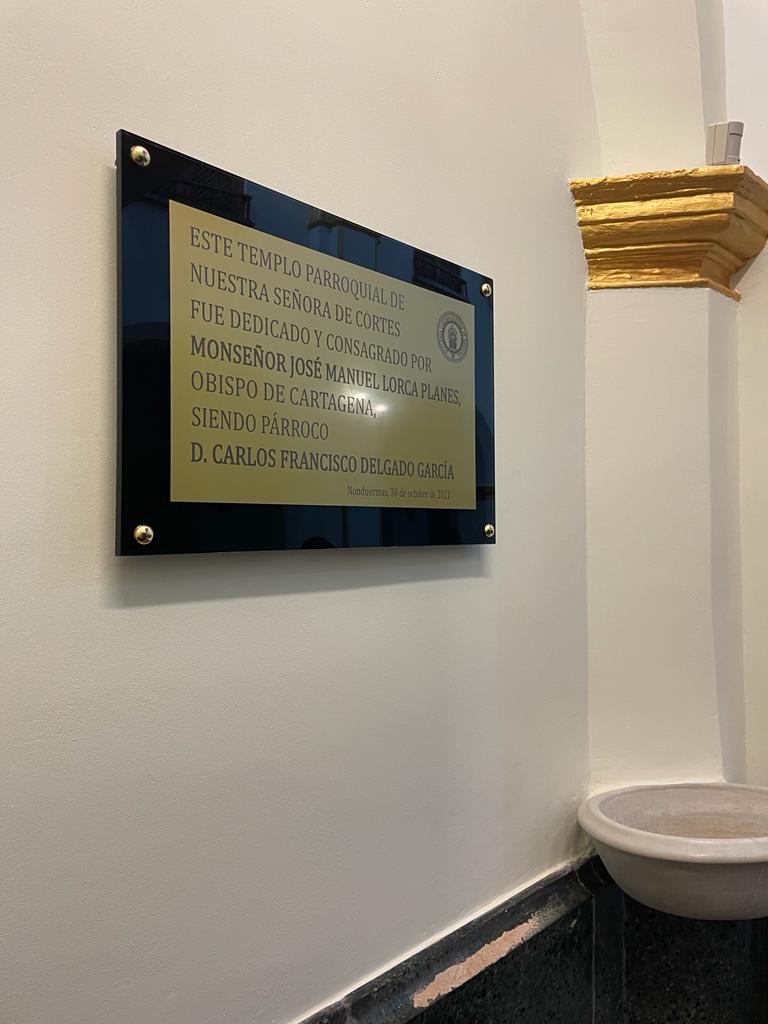 ESTE TEMPLO PARROQUIAL DE
NUESTRA SEÑORA DE CORTES
FUE DEDICADO Y CONSAGRADO POR
MONSEÑOR JOSÉ MANUEL LORCA PLANES,
OBISPO DE CARTAGENA,
SIENDO PÁRROCO
D. CARLOS FRANCISCO DELGADO GARCÍA
Nonduermas, 30 de octubre de 2021